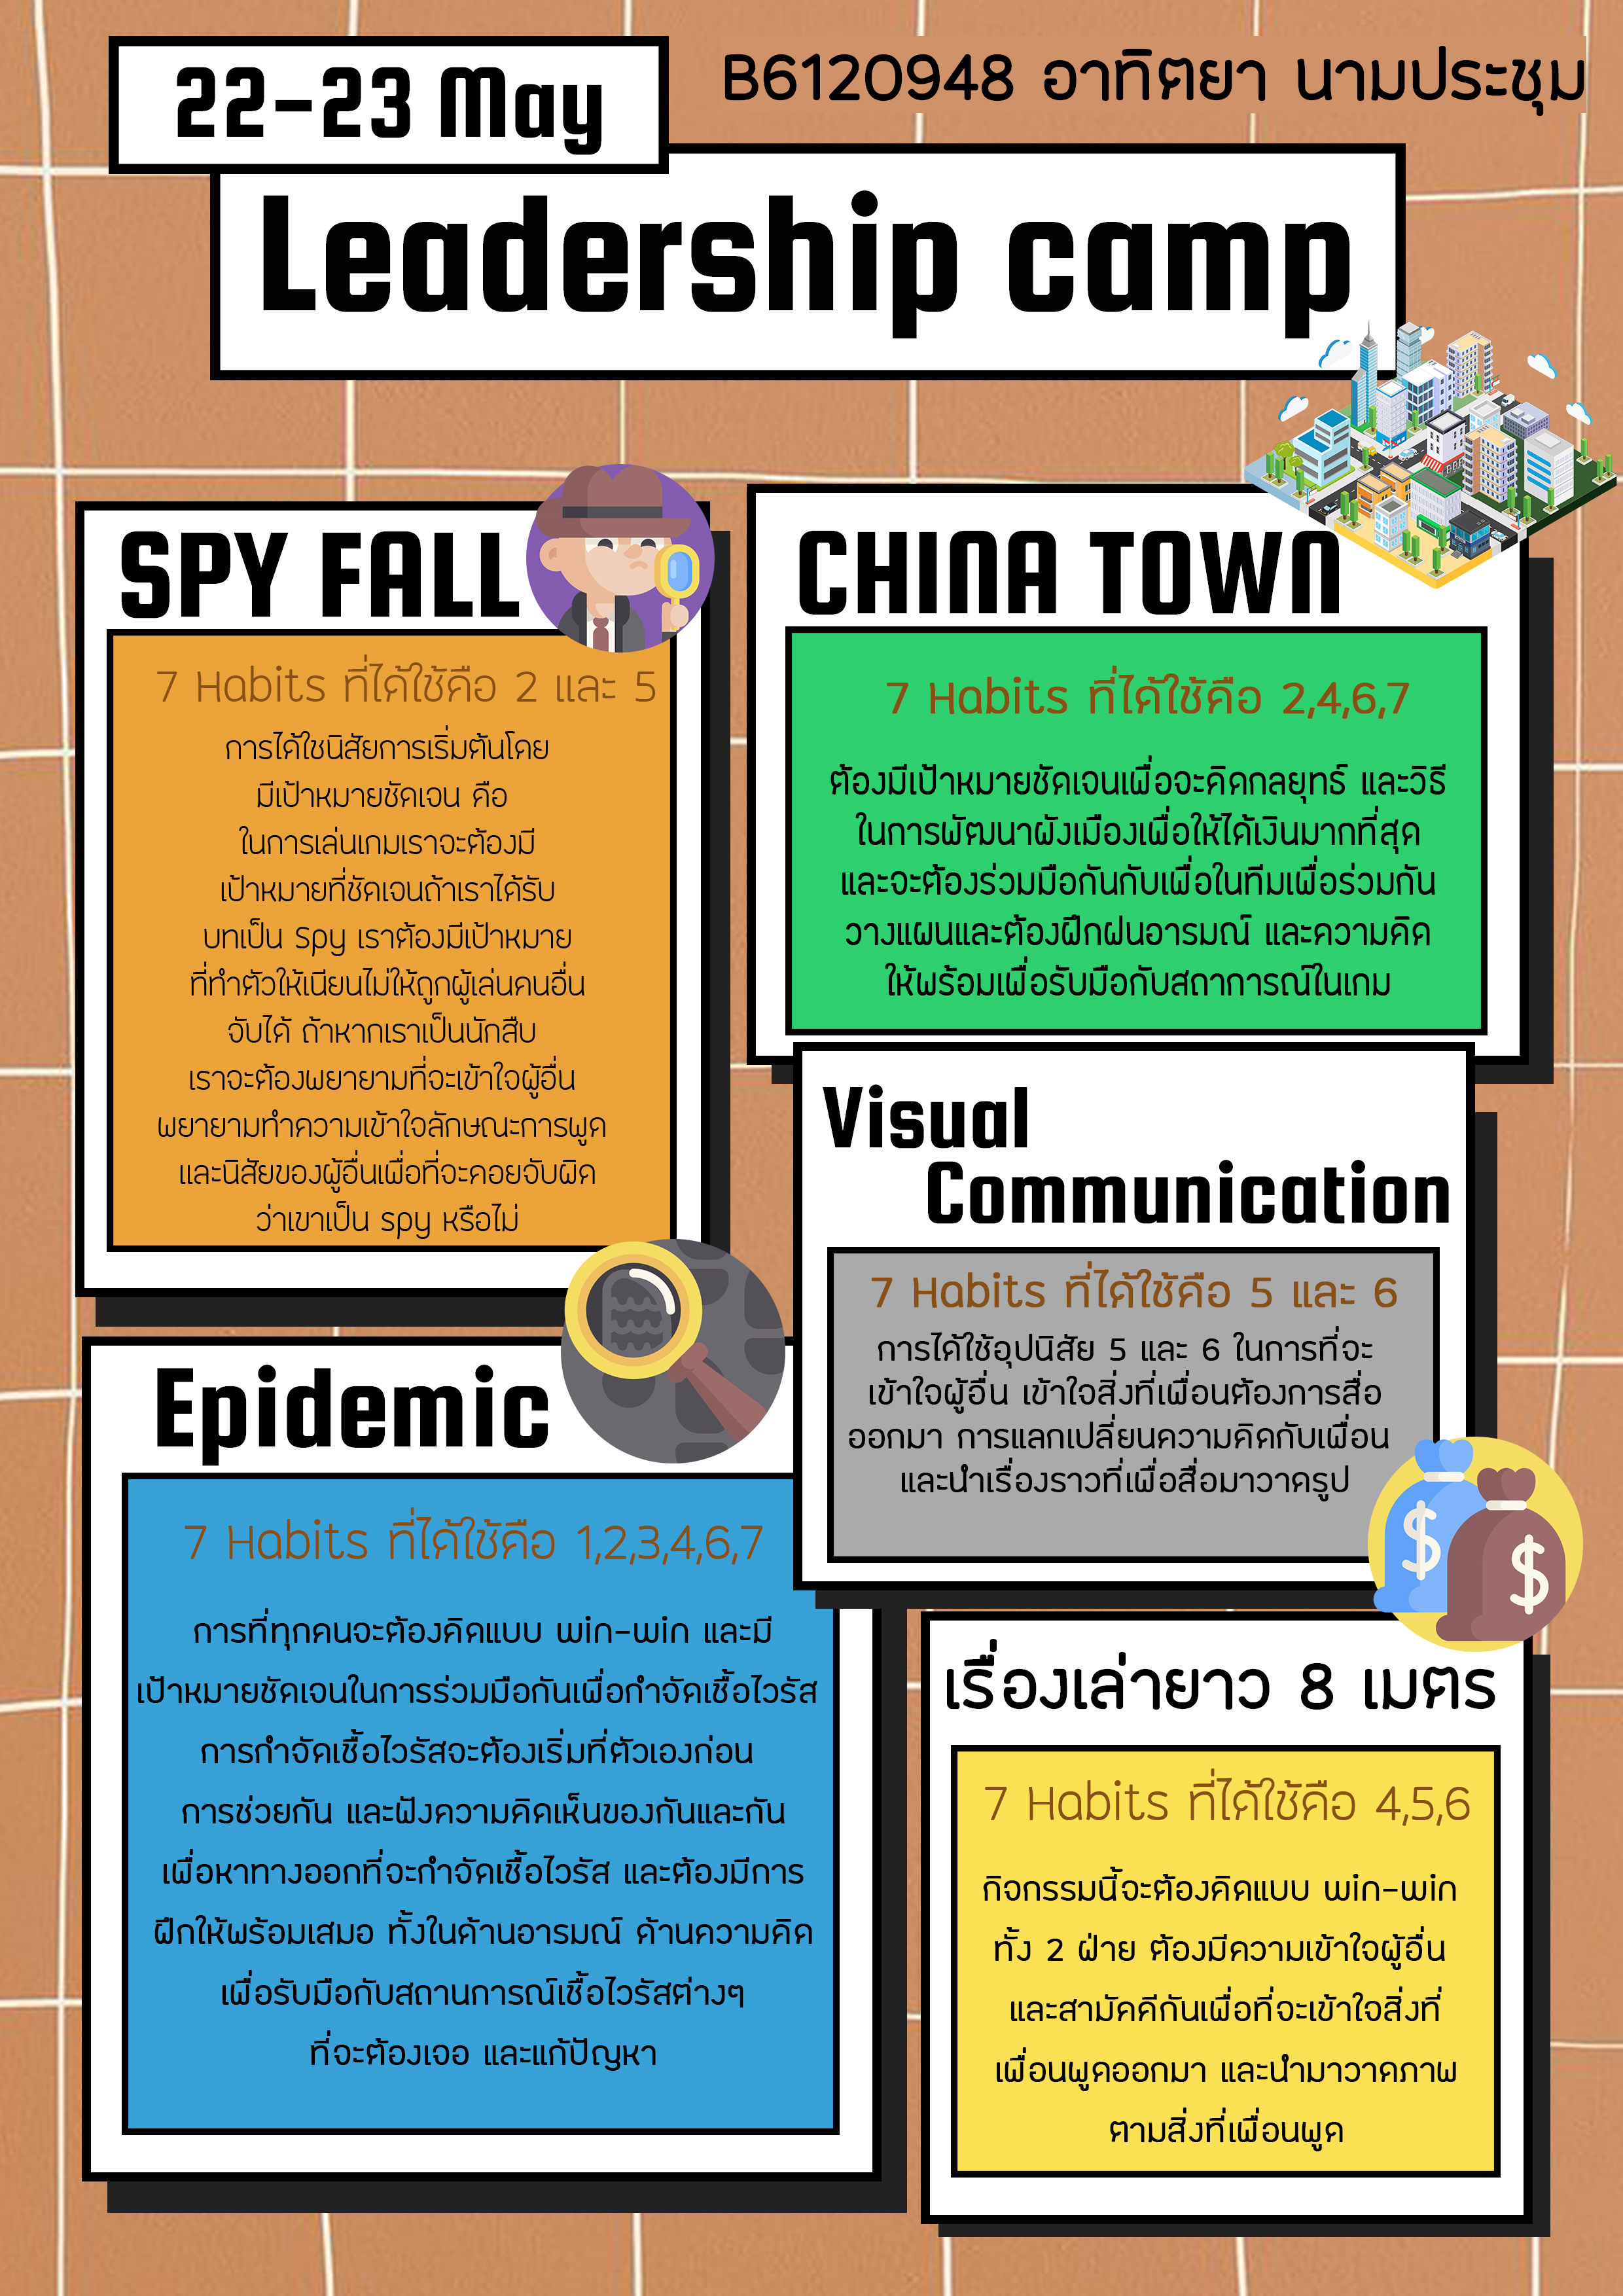 22-23 May
B6120948 อาทิตยา นามประชุม
Leadership camp
SPY FALL
7 Habits ที่ได้ใช้คือ 2 และ 5
การได้ใชนิสัยการเริ่มต้นโดย
มีเป้าหมายชัดเจน คือ
ในการเล่นเกมเราจะต้องมี
เป้าหมายที่ชัดเจนถ้าเราได้รับ
บทเป็น Spy เราต้องมีเป้าหมาย
ที่ทำตัวให้เนียนไม่ให้ถูกผู้เล่นคนอื่น
จับได้ ถ้าหากเราเป็นนักสืบ
เราจะต้องพยายามที่จะเข้าใจผู้อื่น
พยายามทำความเข้าใจลักษณะการพูด
และนิสัยของผู้อื่นเพื่อที่จะคอยจับผิด
ว่าเขาเป็น spy หรือไม่
CHINA TOWN
7 Habits ที่ได้ใช้คือ 2,4,6,7
ต้องมีเป้าหมายชัดเจนเพื่อจะคิดกลยุทธ์ และวิธี
ในการพัฒนาผังเมืองเพื่อให้ได้เงินมากที่สุด
และจะต้องร่วมมือกันกับเพื่อในทีมเพื่อร่วมกัน
วางแผนและต้องฝึกฝนอารมณ์ และความคิด
ให้พร้อมเพื่อรับมือกับสถาการณ์ในเกม
Visual
Communication
7 Habits ที่ได้ใช้คือ 5 และ 6
การได้ใช้อุปนิสัย 5 และ 6 ในการที่จะ
เข้าใจผู้อื่น เข้าใจสิ่งที่เพื่อนต้องการสื่อ
ออกมา การแลกเปลี่ยนความคิดกับเพื่อน
และนำเรื่องราวที่เพื่อสื่อมาวาดรูป
Epidemic
7 Habits ที่ได้ใช้คือ 1,2,3,4,6,7
การที่ทุกคนจะต้องคิดแบบ win-win และมี
เป้าหมายชัดเจนในการร่วมมือกันเพื่อกำจัดเชื้อไวรัส
การกำจัดเชื้อไวรัสจะต้องเริ่มที่ตัวเองก่อน
การช่วยกัน และฟังความคิดเห็นของกันและกัน
เพื่อหาทางออกที่จะกำจัดเชื้อไวรัส และต้องมีการ
ฝึกให้พร้อมเสมอ ทั้งในด้านอารมณ์ ด้านความคิด
เพื่อรับมือกับสถานการณ์เชื้อไวรัสต่างๆ
ที่จะต้องเจอ และแก้ปัญหา
เรื่องเล่ายาว 8 เมตร
7 Habits ที่ได้ใช้คือ 4,5,6
กิจกรรมนี้จะต้องคิดแบบ win-win
ทั้ง 2 ฝ่าย ต้องมีความเข้าใจผู้อื่น
และสามัคคีกันเพื่อที่จะเข้าใจสิ่งที่
เพื่อนพูดออกมา และนำมาวาดภาพ
ตามสิ่งที่เพื่อนพูด
$
$